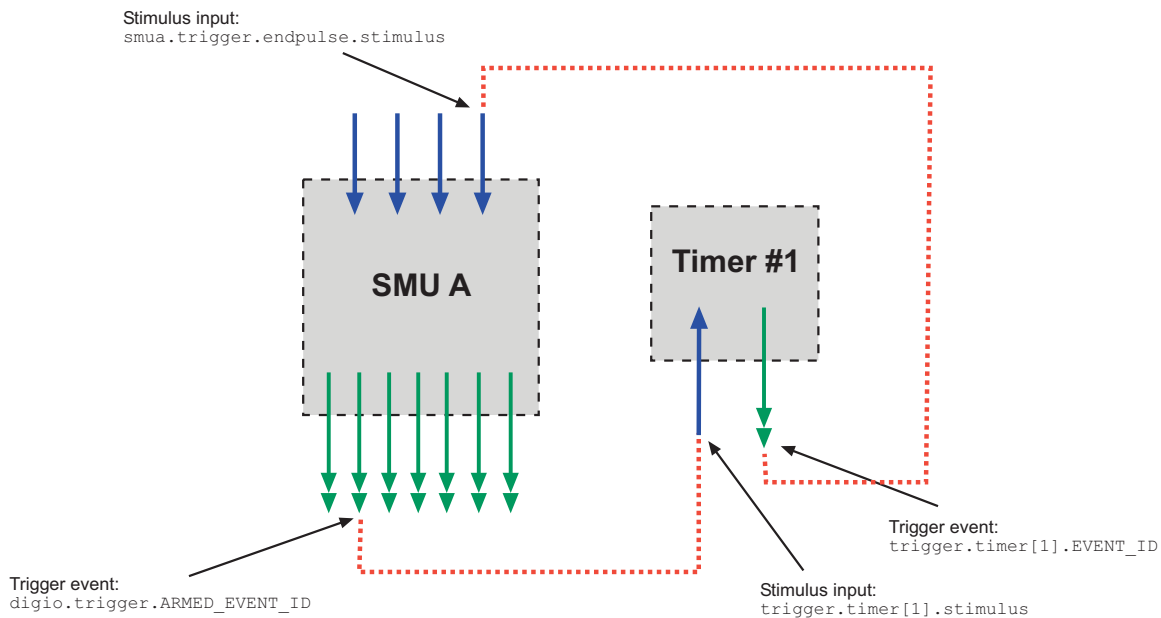 Stimulus input:
smua.trigger.endpulse.stimulus
SMU A
Timer #1
Trigger event:
trigger.timer[1].EVENT_ID
Trigger event:
digio.trigger.ARMED_EVENT_ID
Stimulus input:
trigger.timer[1].stimulus